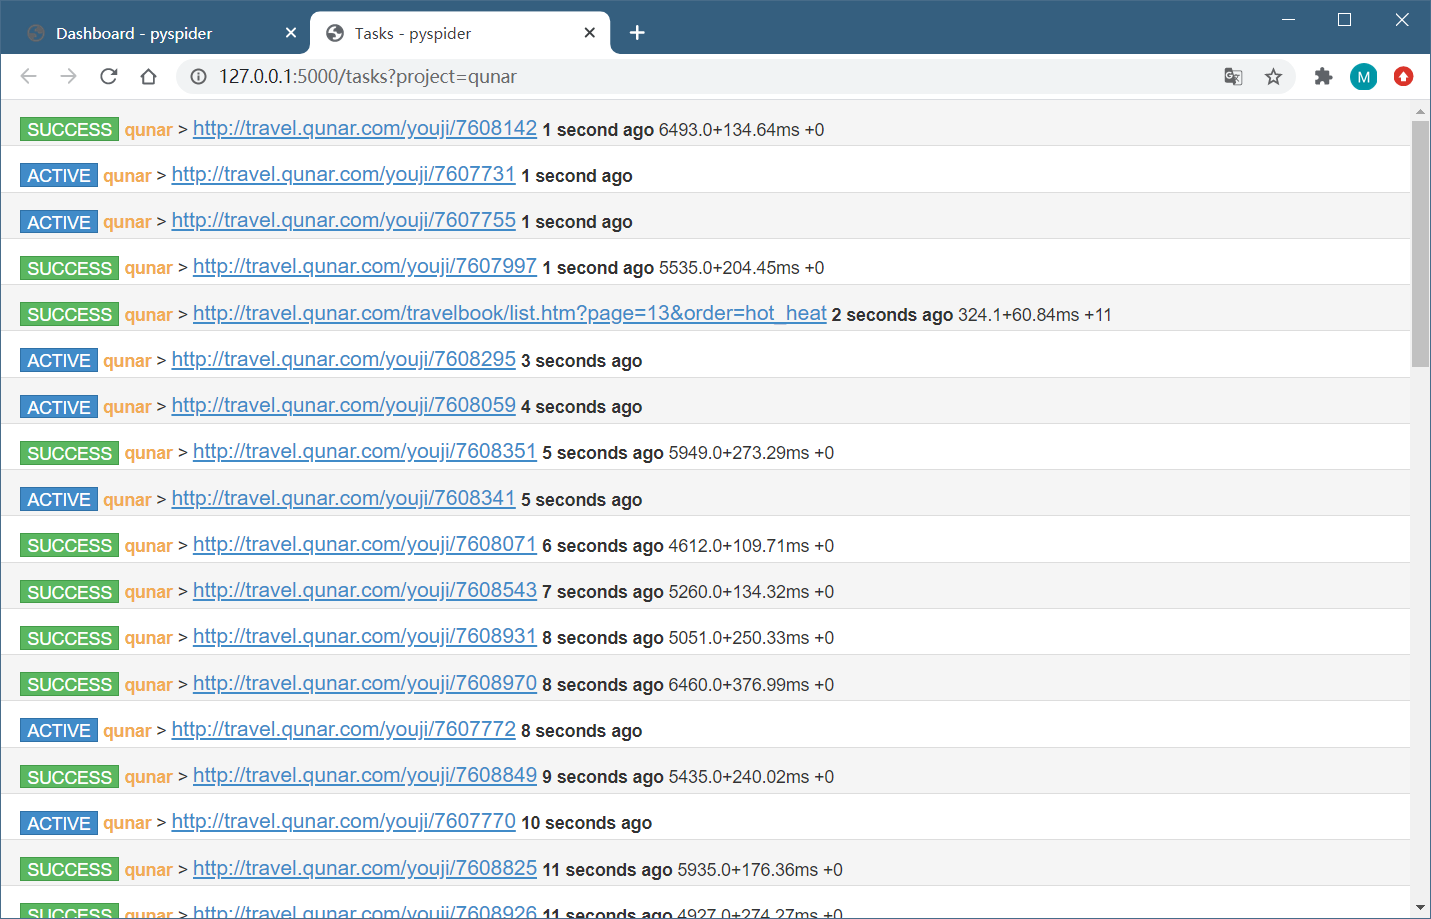 Dashboard - pyspider
Tasks - pyspider
127.0.0.1:5000/tasks?project=qunar
M
SUCCESS qunar > http://travel.qunar.com/youji/7608142 1 second ago 6493.0+134.64ms +0
ACTIVE qunar > http://travel.qunar.com/youji/7607731 1 second ago
ACTIVE qunar > http://travel.qunar.com/youji/7607755 1 second ago
SUCCESS qunar > http://travel.qunar.com/youji/7607997 1 second ago 5535.0+204.45ms +0
SUCCESS qunar > http://travel.qunar.com/travelbook/list.htm?page=13&order=hot_heat 2 seconds ago 324.1+60.84ms +11
ACTIVE qunar > http://travel.qunar.com/youji/7608295 3 seconds ago
ACTIVE qunar > http://travel.qunar.com/youji/7608059 4 seconds ago
SUCCESS qunar > http://travel.qunar.com/youji/7608351 5 seconds ago 5949.0+273.29ms +0
ACTIVE qunar > http://travel.qunar.com/youji/7608341 5 seconds ago
SUCCESS qunar > http://travel.qunar.com/youji/7608071 6 seconds ago 4612.0+109.71ms +0
SUCCESS qunar > http://travel.qunar.com/youji/7608543 7 seconds ago 5260.0+134.32ms +0
SUCCESS qunar > http://travel.qunar.com/youji/7608931 8 seconds ago 5051.0+250.33ms +0
SUCCESS qunar > http://travel.qunar.com/youji/7608970 8 seconds ago 6460.0+376.99ms +0
ACTIVE qunar > http://travel.qunar.com/youji/7607772 8 seconds ago
SUCCESS qunar > http://travel.qunar.com/youji/7608849 9 seconds ago 5435.0+240.02ms +0
ACTIVE qunar > http://travel.qunar.com/youji/7607770 10 seconds ago
SUCCESS qunar > http://travel.qunar.com/youji/7608825 11 seconds ago 5935.0+176.36ms +0
SUCCESS qunar > http://travel.qunar.com/youji/7608926 11 seconds ago 4927.0+274.27ms +0